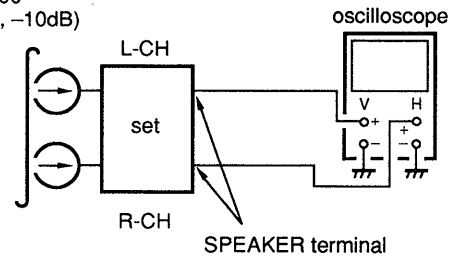 , –10dB)
oscilloscope
L-CH
V H
set
+ +
– –
R-CH
SPEAKER terminal